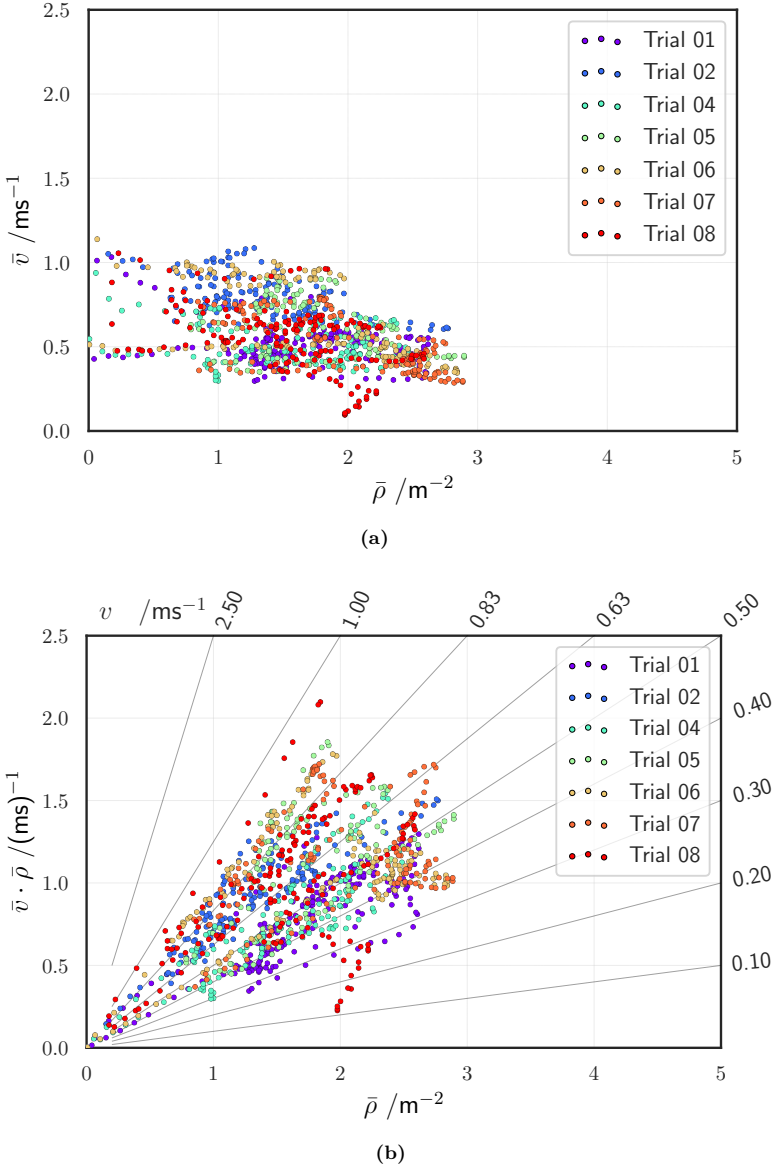 2.5
2.0
1.5
1.0
0.5
0.0
v̄ /ms⁻¹
Trial 01
Trial 02
Trial 04
Trial 05
Trial 06
Trial 07
Trial 08
0 1 2 3 4 5
ρ̄ /m⁻²
(a)
v /ms⁻¹ 2.50 1.00 0.83 0.63 0.50
0.40
0.30
0.20
0.10
2.5
2.0
1.5
1.0
0.5
0.0
v̄ · ρ̄ /(ms)⁻¹
Trial 01
Trial 02
Trial 04
Trial 05
Trial 06
Trial 07
Trial 08
0 1 2 3 4 5
ρ̄ /m⁻²
(b)